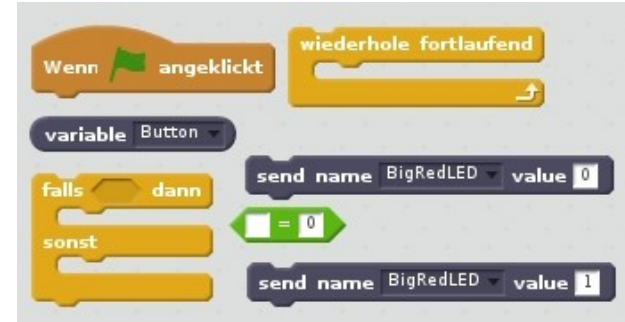 Wenn angeklickt
wiederhole fortlaufend
variable Button
falls dann
sonst
send name BigRedLED value 0
= 0
send name BigRedLED value 1